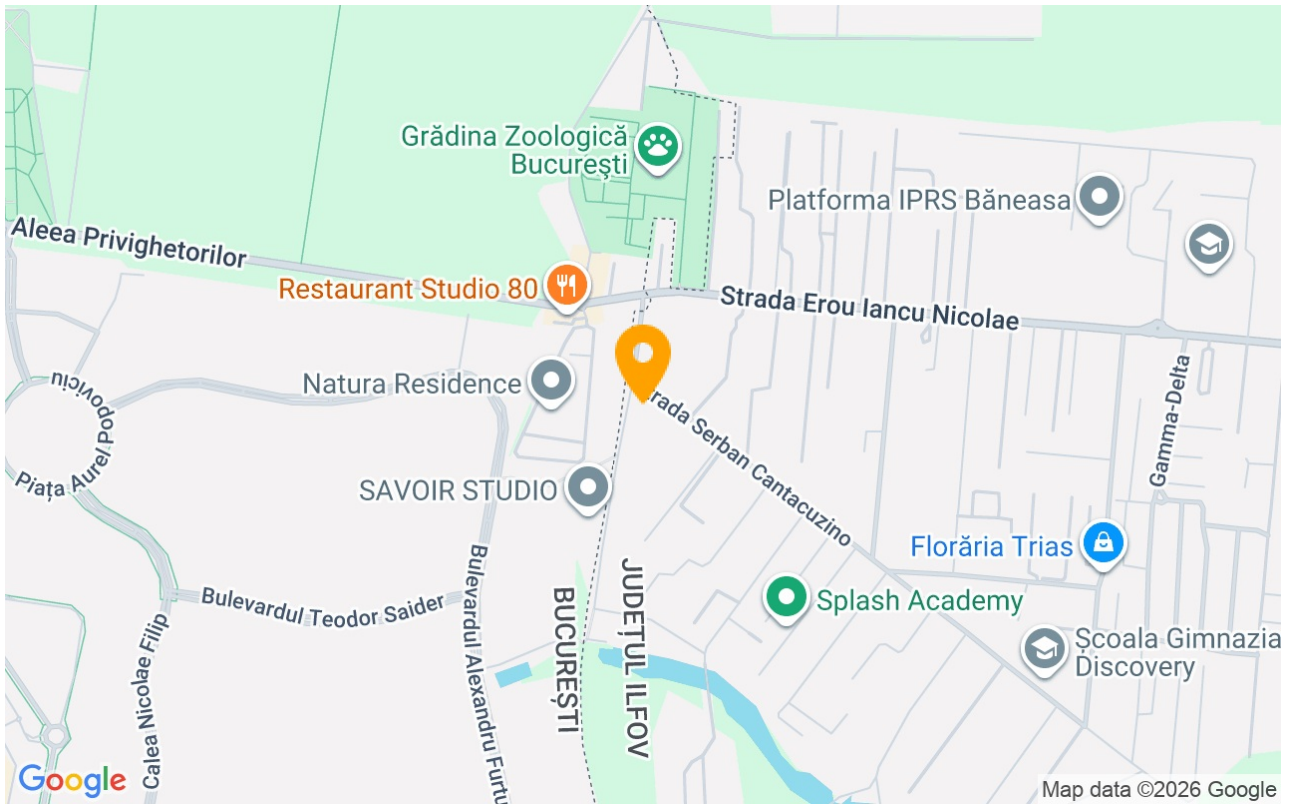 Grădina Zoologică
Bucureşti
Platforma IPRS Băneasa
Aleea Privighetorilor
Restaurant Studio 80
Strada Erou Iancu Nicolae
Natura Residence
Piața Aurel Popoviciu
Strada Serban Cantacuzino
Gamma-Delta
SAVOIR STUDIO
Florăria Trias
Bulevardul Teodor Saider
Bulevardul Alexandru Furtu
BUCUREȘTI
JUDEȚUL ILFOV
Splash Academy
Școala Gimnazia
Discovery
Calea Nicolae Filip
Google
Map data ©2026 Google